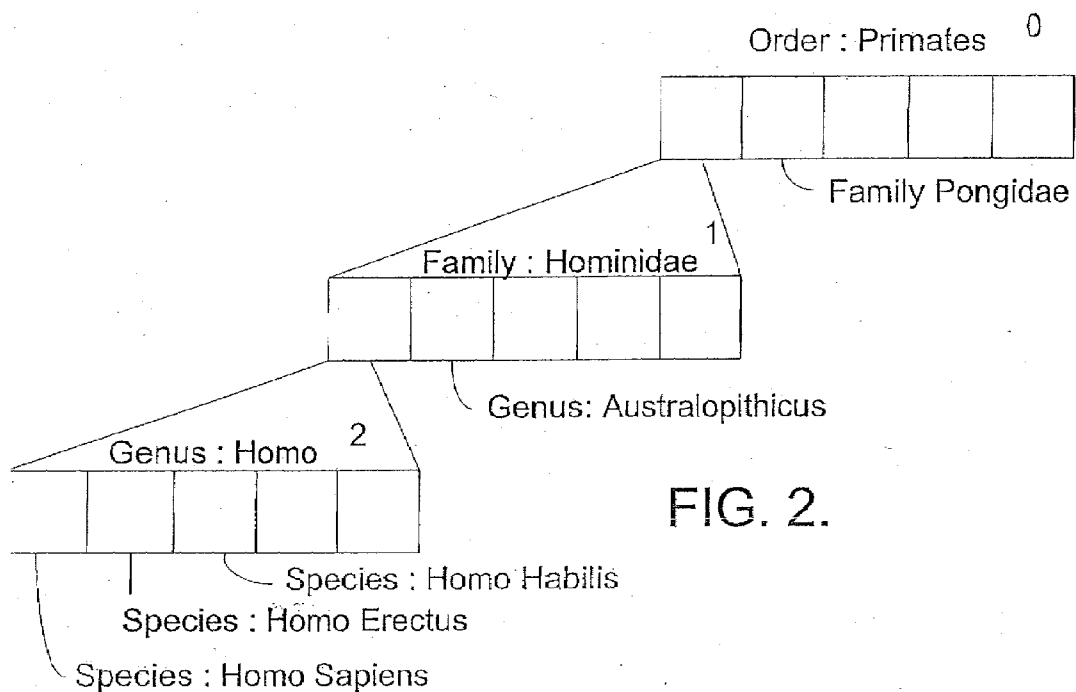 Order : Primates 0
Family Pongidae
1
Family : Hominidae
Genus: Australopithicus
2
Genus : Homo
FIG. 2.
Species : Homo Habilis
Species : Homo Erectus
Species : Homo Sapiens